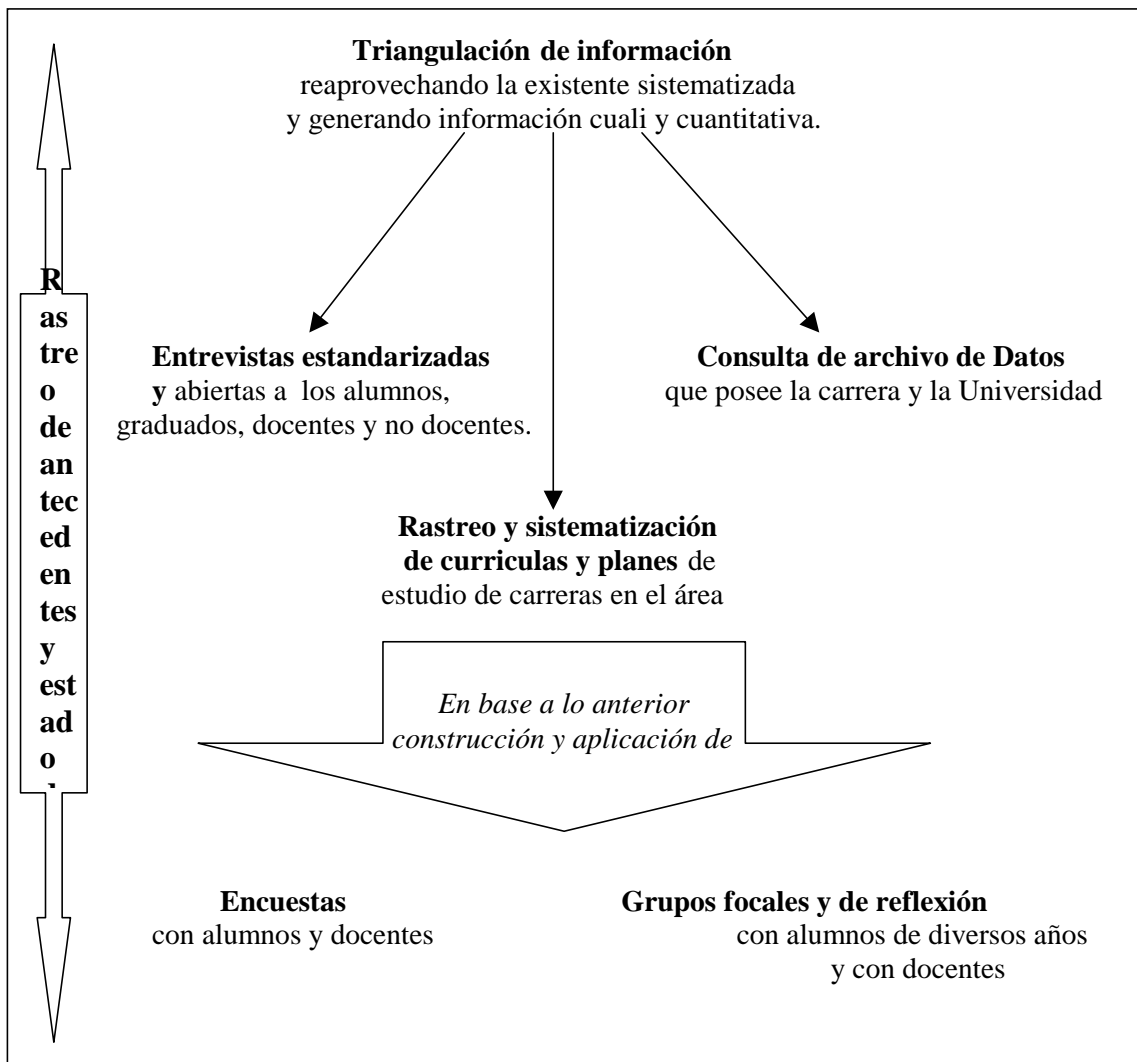 Triangulación de información
reaprovechando la existente sistematizada
y generando información cuali y cuantitativa.
R
as
tre
o
de
an
tec
ed
en
tes
y
est
ad
o
Entrevistas estandarizadas
y abiertas a los alumnos,
graduados, docentes y no docentes.
Consulta de archivo de Datos
que posee la carrera y la Universidad
Rastreo y sistematización
de curriculas y planes de
estudio de carreras en el área
En base a lo anterior
construcción y aplicación de
Encuestas
con alumnos y docentes
Grupos focales y de reflexión
con alumnos de diversos años
y con docentes